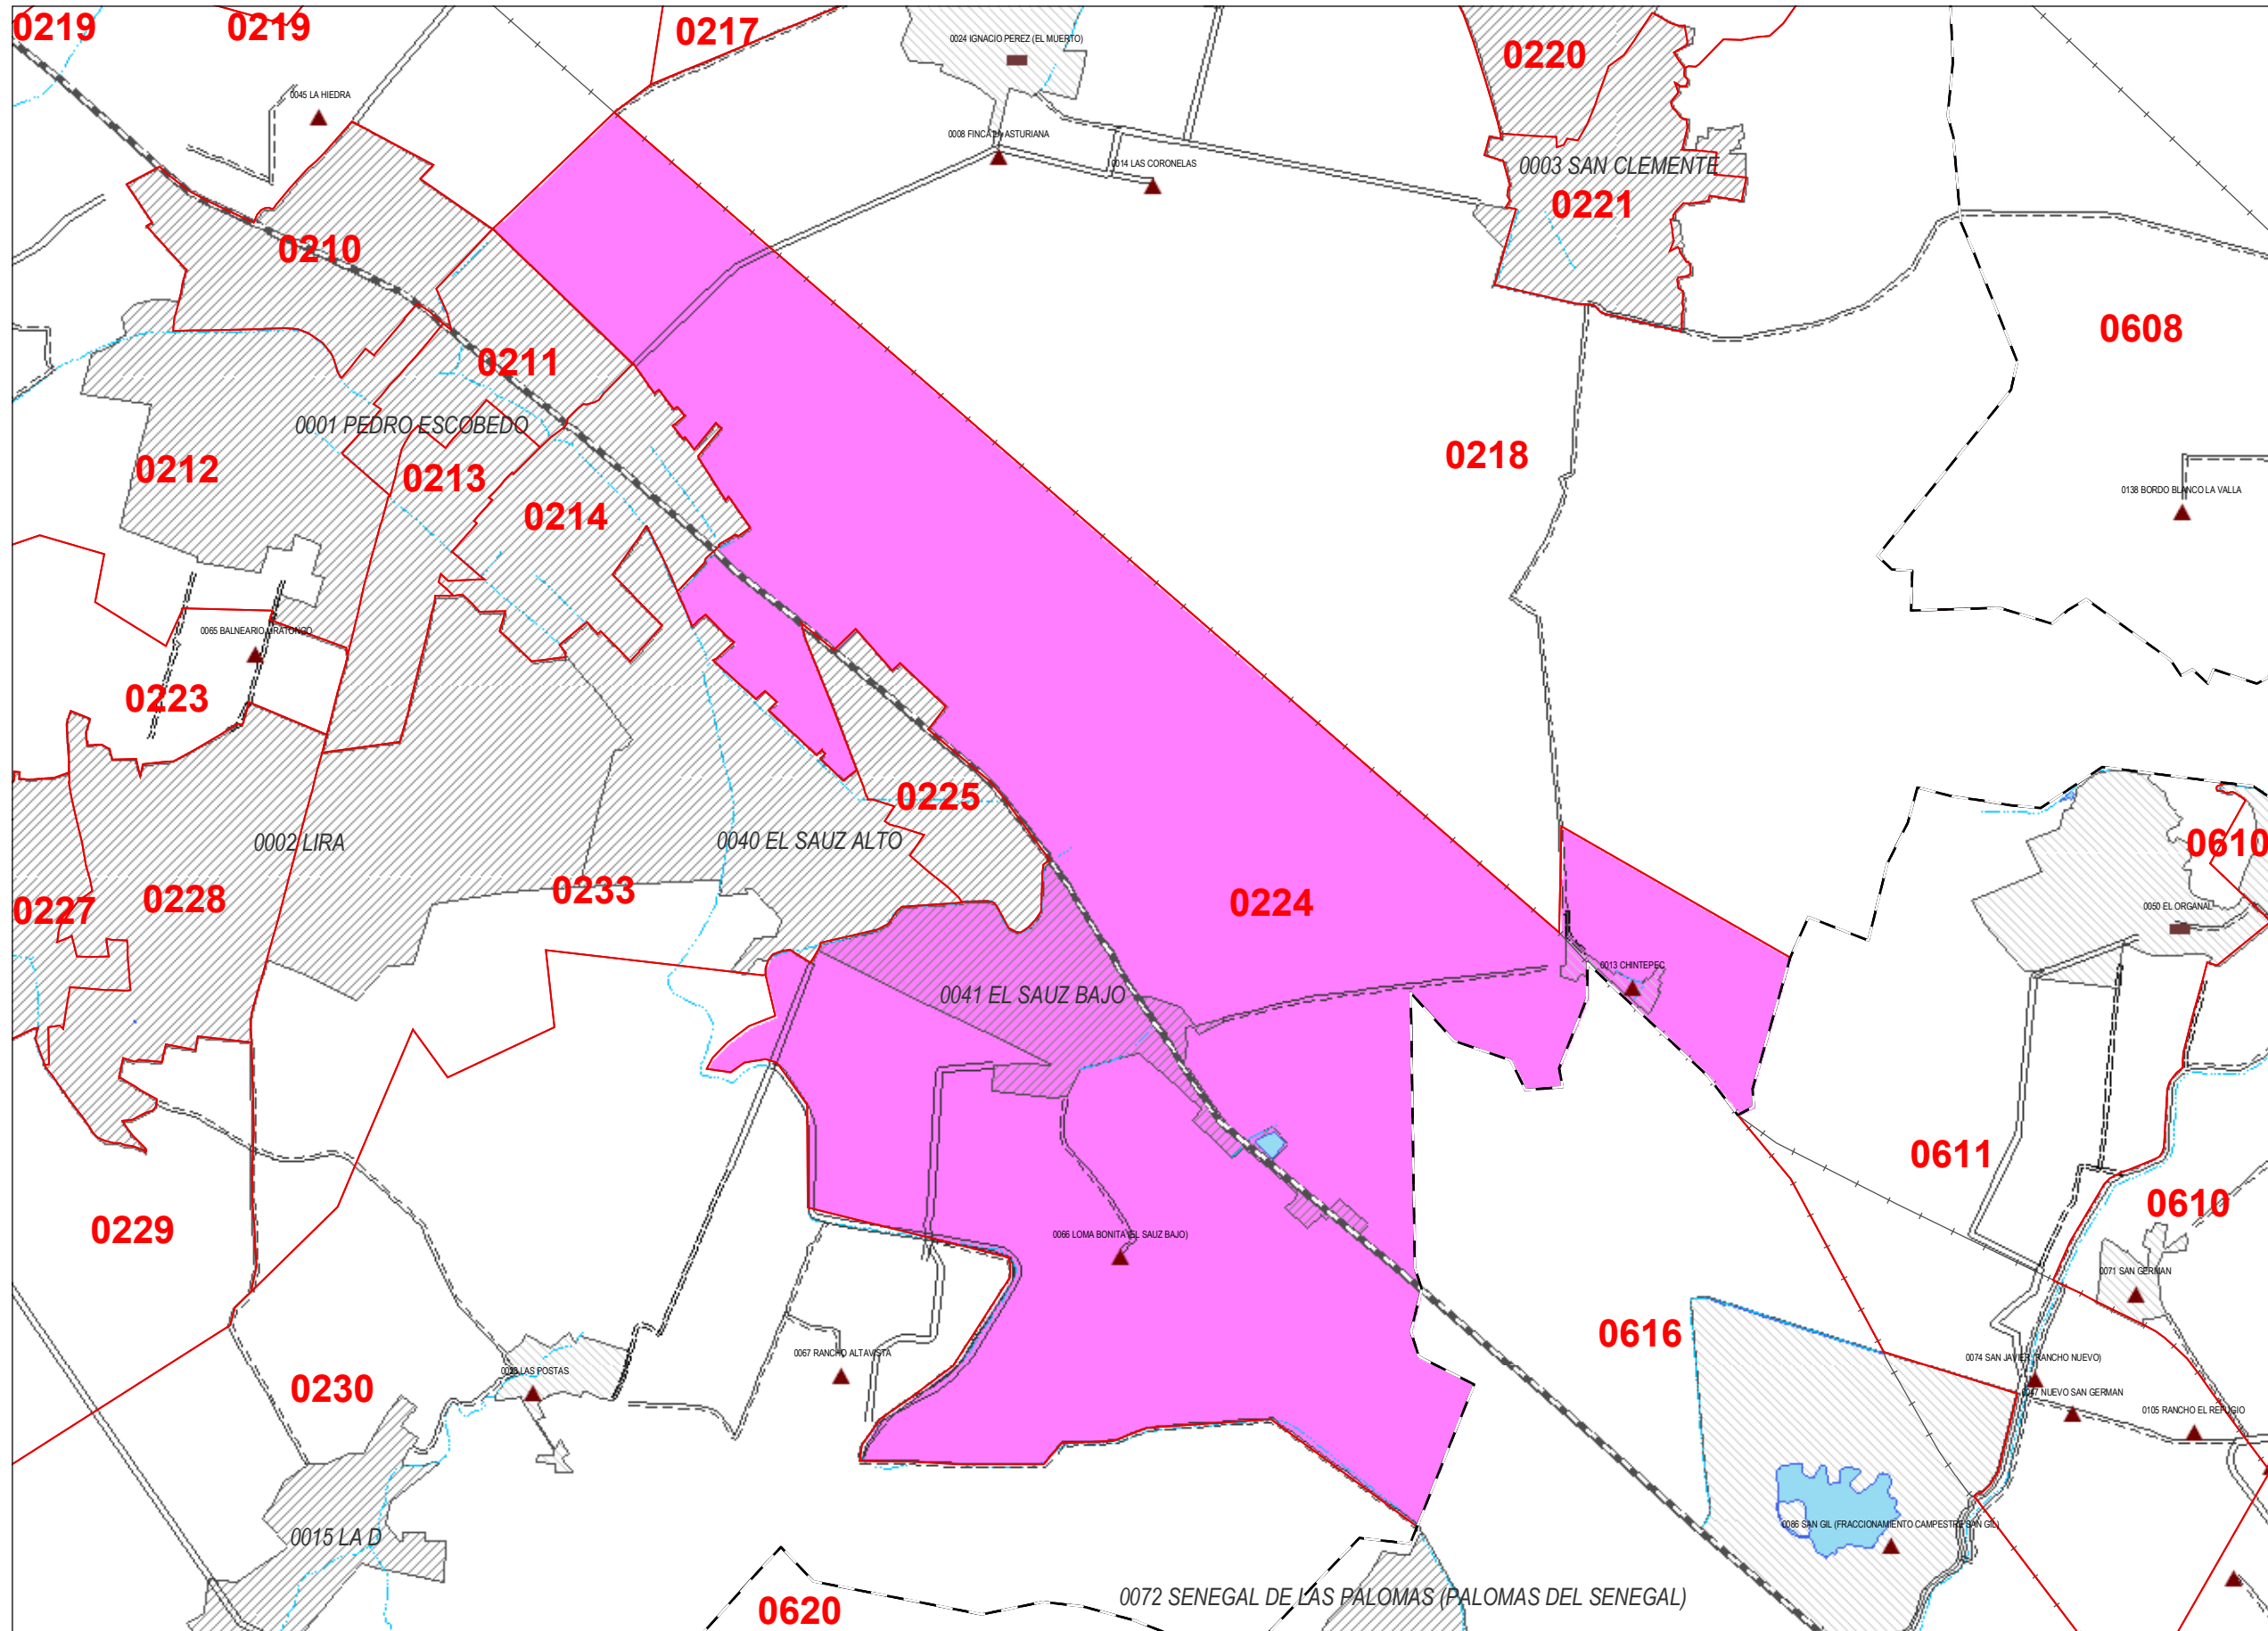 0219
0219
0217
0024 IGNACIO PEREZ (EL MUERTO)
0220
0045 LA HIEDRA
0008 FINCA LA ASTURIANA
0014 LAS CORONELAS
0003 SAN CLEMENTE
0221
0210
0608
0211
0001 PEDRO ESCOBEDO
0218
0212
0213
0138 BORDO BLANCO LA VALLA
0214
0065 BALNEARIO
0223
0225
0002 LIRA
0040 EL SAUZ ALTO
0610
0233
0228
0227
0224
0050 EL ORGANAL
0013 CHINTEPEC
0041 EL SAUZ BAJO
0611
0610
0229
0066 LOMA BONITA (EL SAUZ BAJO)
0071 SAN GERMAN
0616
0067 RANCHO ALTAVISTA
0074 SAN JAVIER (RANCHO NUEVO)
LAS POSTAS
0230
NUEVO SAN GERMAN
0105 RANCHO EL REFUGIO
0086 SAN GIL (FRACCIONAMIENTO CAMPESTRE SAN GIL)
0015 LA D
0072 SENEGAL DE LAS PALOMAS (PALOMAS DEL SENEGAL)
0620